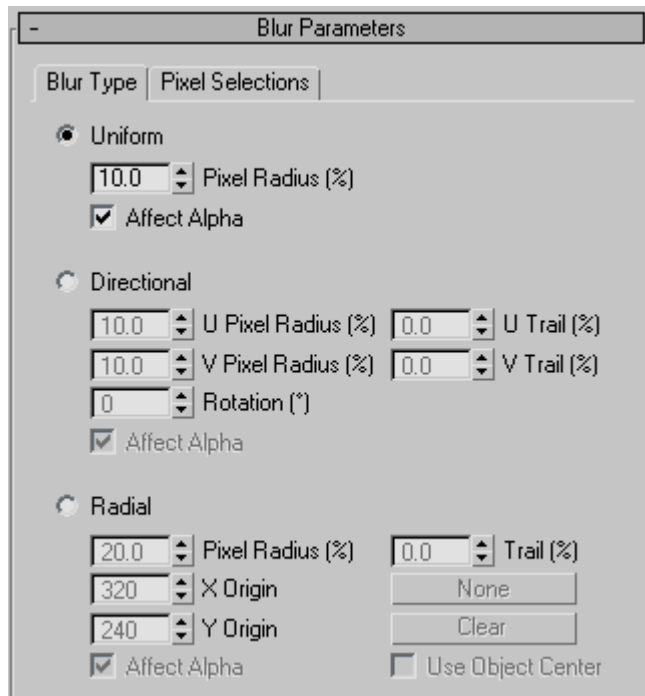 - Blur Parameters
Blur Type Pixel Selections
Uniform
10.0 Pixel Radius (%)
Affect Alpha
Directional
10.0 U Pixel Radius (%) 0.0 U Trail (%)
10.0 V Pixel Radius (%) 0.0 V Trail (%)
0 Rotation (°)
Affect Alpha
Radial
20.0 Pixel Radius (%) 0.0 Trail (%)
320 X Origin None
240 Y Origin Clear
Affect Alpha Use Object Center